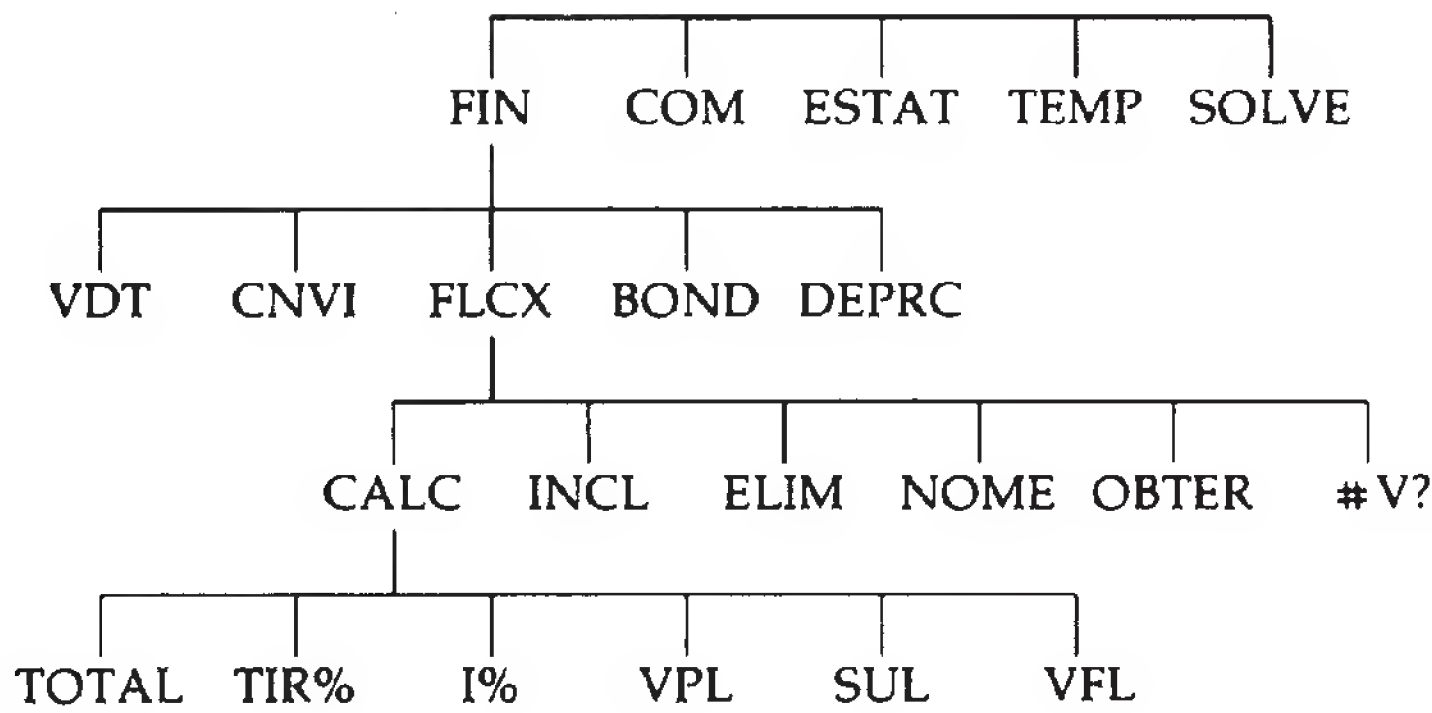 FIN COM ESTAT TEMP SOLVE
VDT CNVI FLCX BOND DEPRC
CALC INCL ELIM NOME OBTER # V?
TOTAL TIR% I% VPL SUL VFL